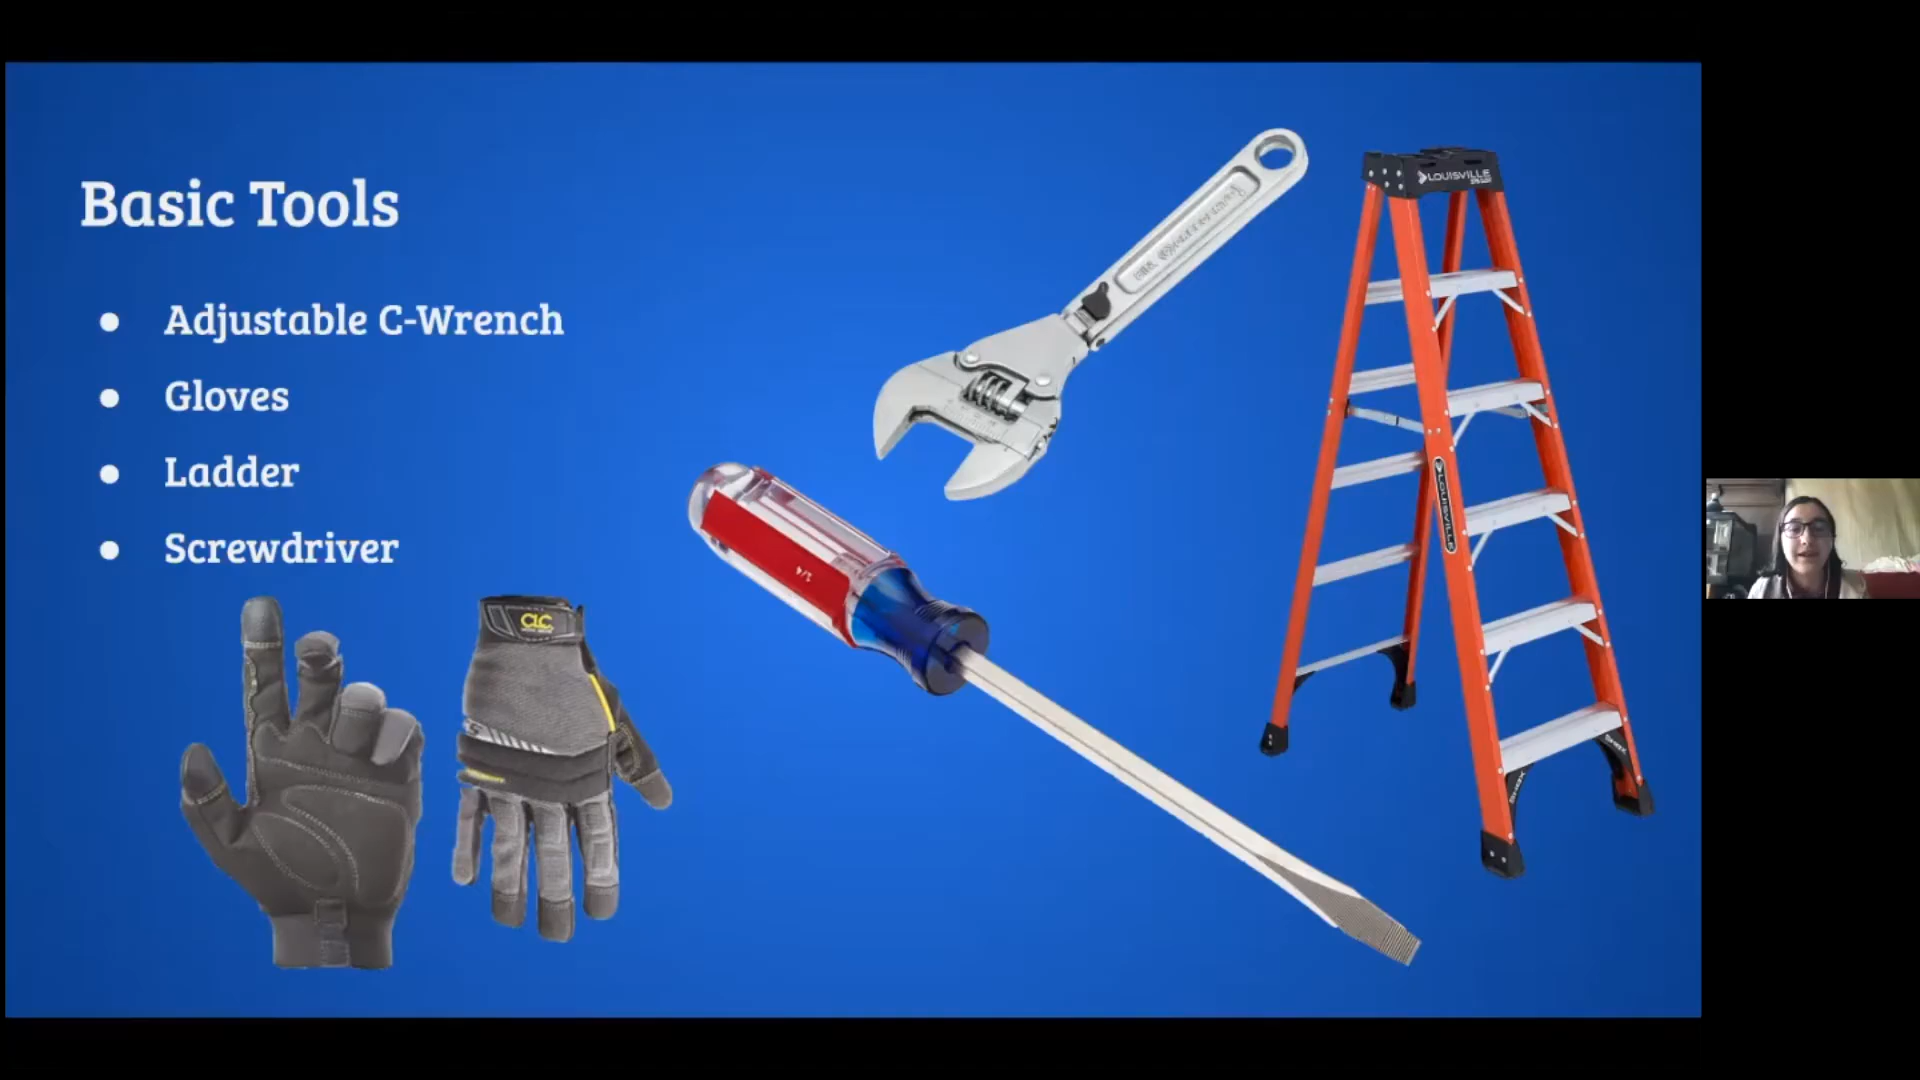 Basic Tools
● Adjustable C-Wrench
● Gloves
● Ladder
● Screwdriver
LOUISVILLE
LOUISVILLE
CLC
1/4